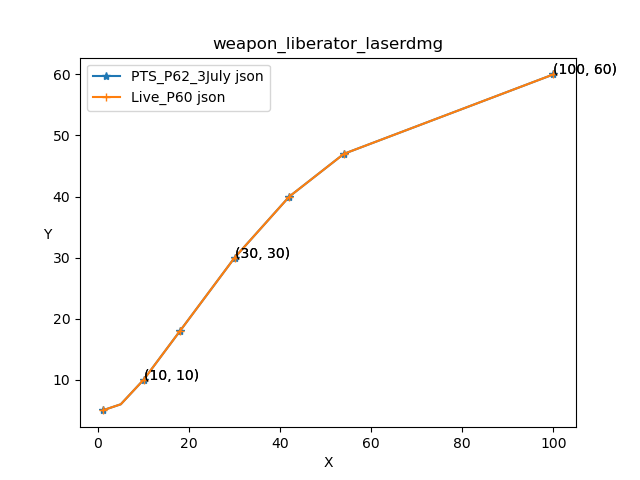 weapon_liberator_laserdmg
PTS_P62_3July json
Live_P60 json
(100, 60)
(30, 30)
(10, 10)
60
50
40
30
20
10
Y
0 20 40 60 80 100
X